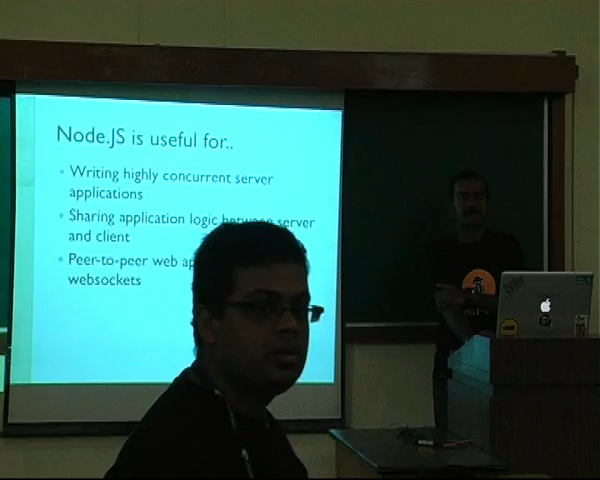 Node.JS is useful for..
• Writing highly concurrent server
applications
• Sharing application logic between server
and client
• Peer-to-peer web
websockets